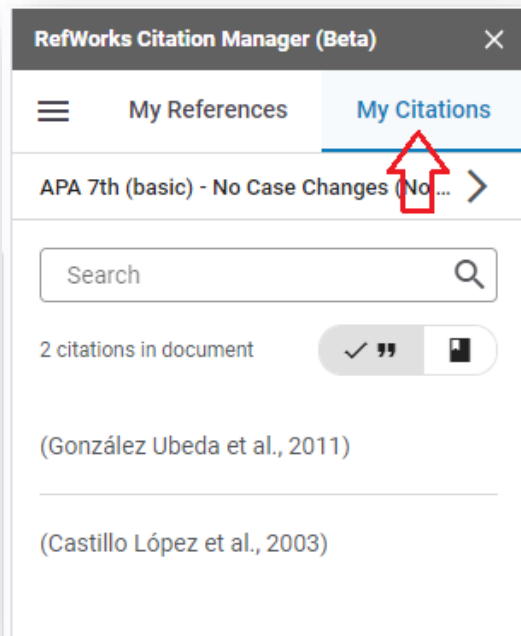 RefWorks Citation Manager (Beta)
My References My Citations
APA 7th (basic) - No Case Changes (No ...
Search
2 citations in document
(González Ubeda et al., 2011)
(Castillo López et al., 2003)